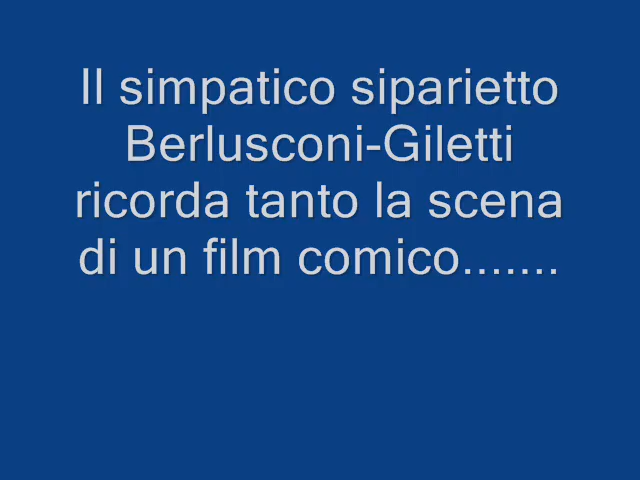 Il simpatico siparietto
Berlusconi-Giletti
ricorda tanto la scena
di un film comico.......